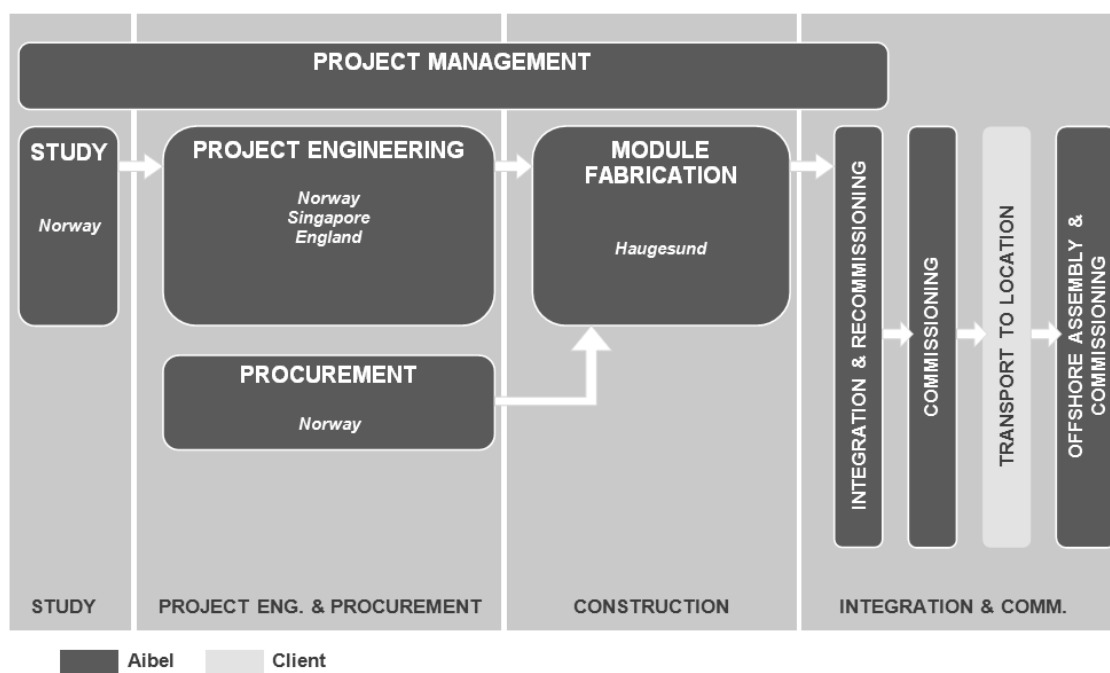 PROJECT MANAGEMENT
STUDY
Norway
PROJECT ENGINEERING
Norway
Singapore
England
PROCUREMENT
Norway
MODULE
FABRICATION
Haugesund
INTEGRATION & RECOMMISSIONING
COMMISSIONING
TRANSPORT TO LOCATION
OFFSHORE ASSEMBLY &
COMMISSIONING
STUDY
PROJECT ENG. & PROCUREMENT
CONSTRUCTION
INTEGRATION & COMM.
Aibel
Client